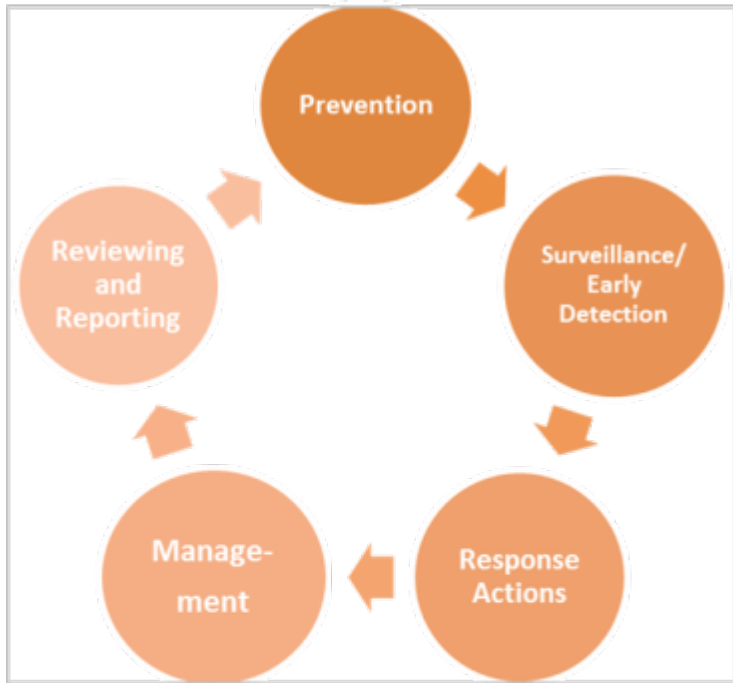 Prevention
Surveillance/
Early
Detection
Response
Actions
Manage-
ment
Reviewing
and
Reporting